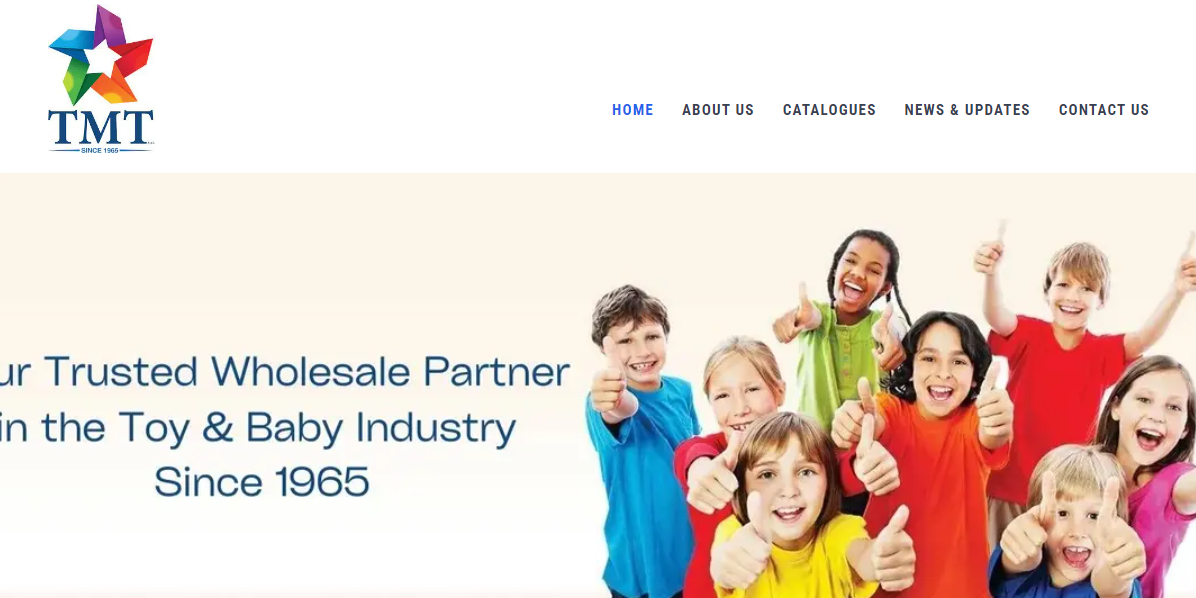 TMT
SINCE 1965
HOME ABOUT US CATALOGUES NEWS & UPDATES CONTACT US
ur Trusted Wholesale Partner
in the Toy & Baby Industry
Since 1965